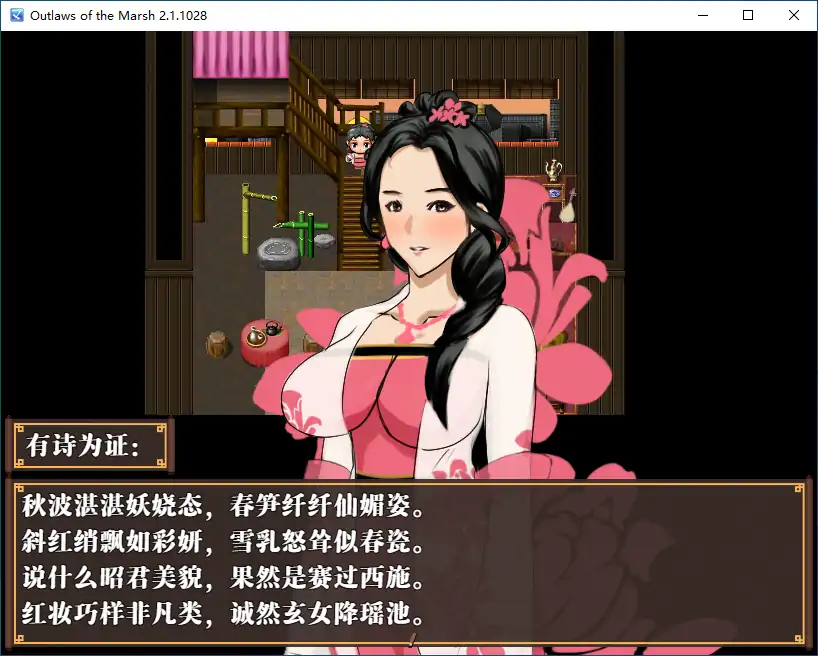 Outlaws of the Marsh 2.1.1028
有诗为证：
秋波湛湛妖娆态，春笋纤纤仙媚姿。
斜红绡飘如彩妍，雪乳怒耸似春瓷。
说什么昭君美貌，果然是赛过西施。
红妆巧样非凡类，诚然玄女降瑶池。